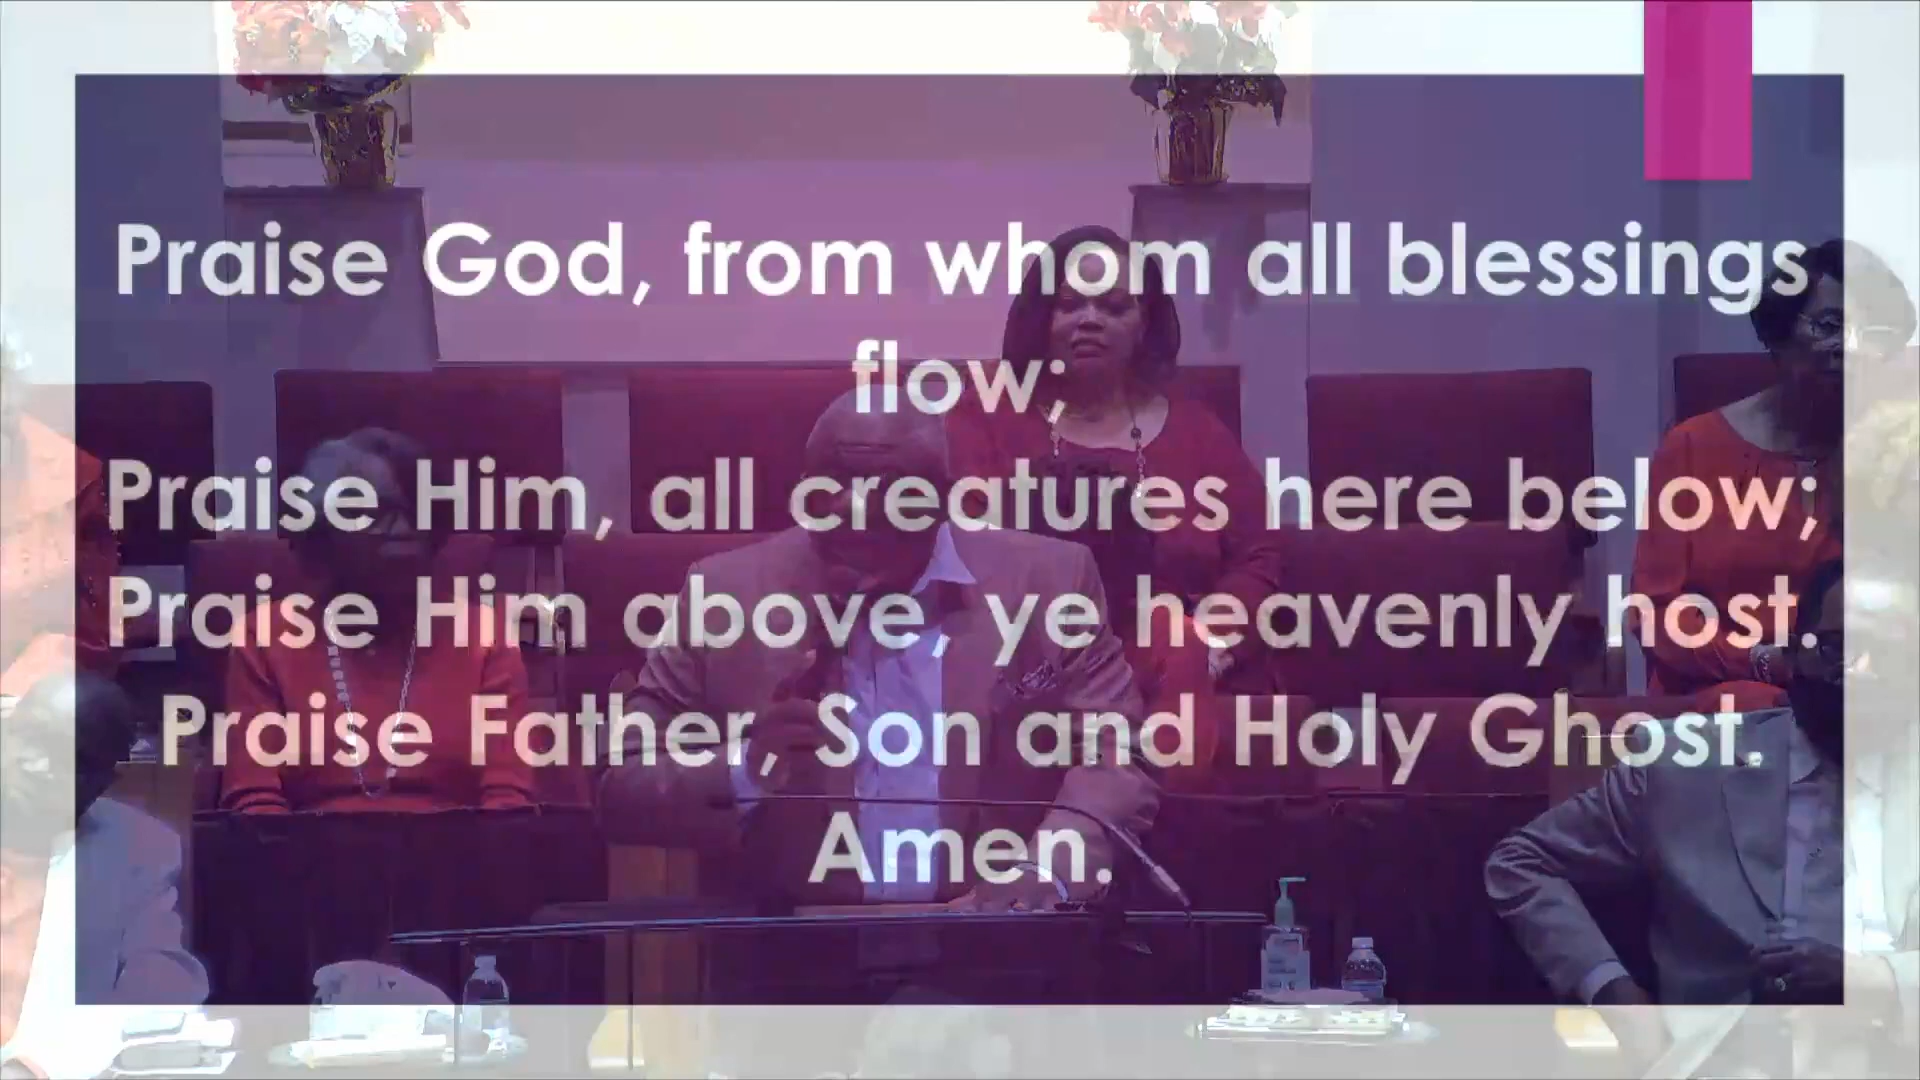 Praise God, from whom all blessings
flow;
Praise Him, all creatures here below;
Praise Him above, ye heavenly host.
Praise Father, Son and Holy Ghost.
Amen.